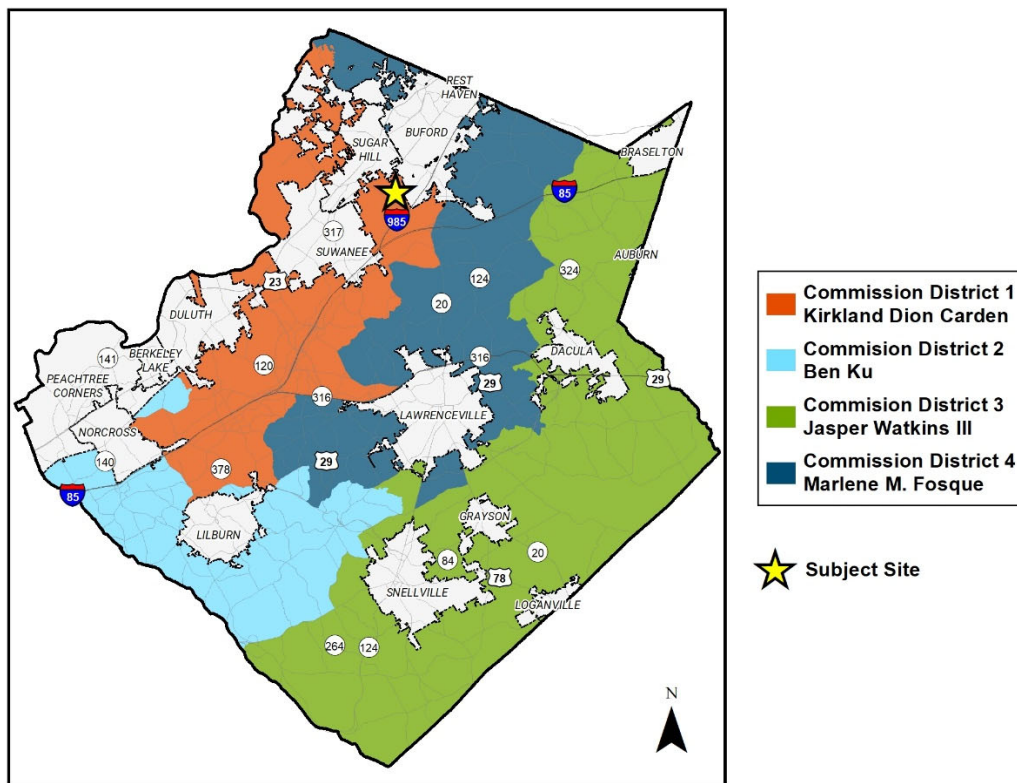 REST
HAVEN
BUFORD
SUGAR
HILL
BRASELTON
85
985
317
SUWANEE
AUBURN
324
124
23
20
DULUTH
316
DACULA
141
BERKELEY
LAKE
120
29
29
PEACHTREE
CORNERS
316
LAWRENCEVILLE
NORCROSS
140
378
29
85
GRAYSON
LILBURN
84
20
78
SNELLVILLE
LOGANVILLE
264
124
N
Commission District 1
Kirkland Dion Carden
Commision District 2
Ben Ku
Commision District 3
Jasper Watkins III
Commission District 4
Marlene M. Fosque
Subject Site